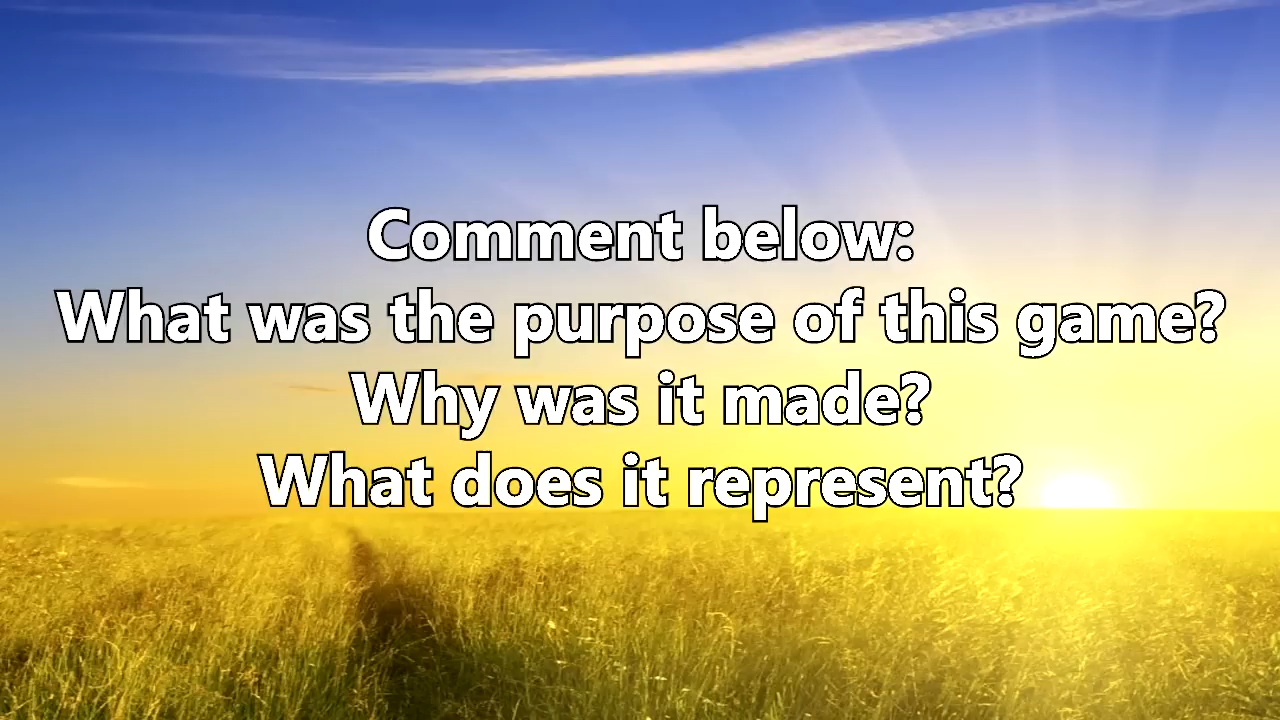 Comment below:
What was the purpose of this game?
Why was it made?
What does it represent?